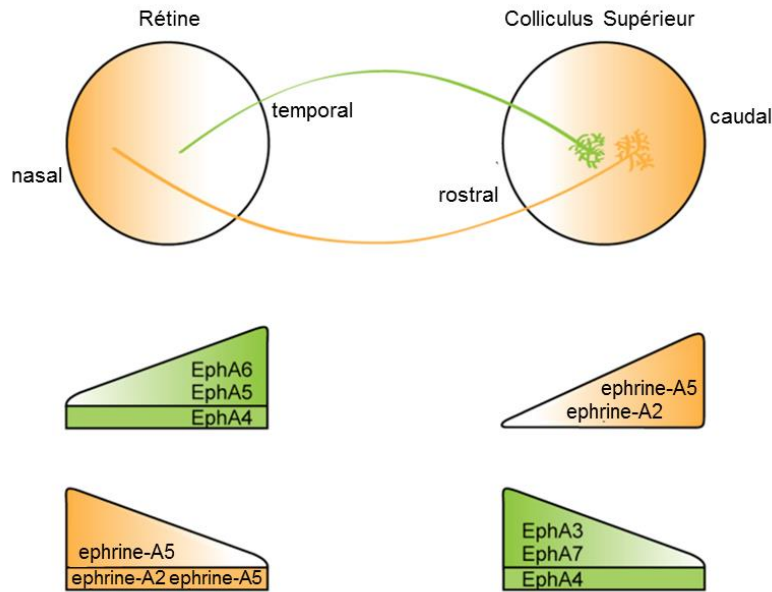 Rétine
Colliculus Supérieur
temporal
caudal
nasal
rostral
EphA6
EphA5
EphA4
ephrine-A5
ephrine-A2
ephrine-A5
ephrine-A2 ephrine-A5
EphA3
EphA7
EphA4